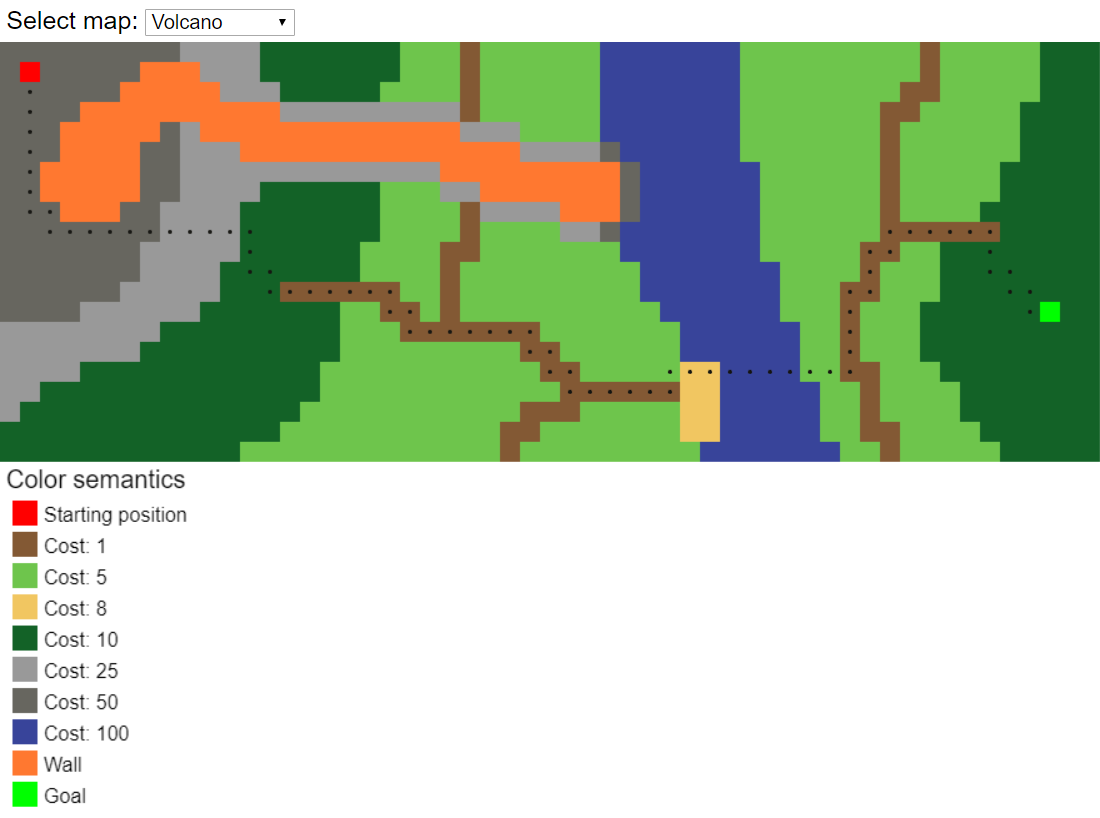 Select map: Volcano
Color semantics
Starting position
Cost: 1
Cost: 5
Cost: 8
Cost: 10
Cost: 25
Cost: 50
Cost: 100
Wall
Goal